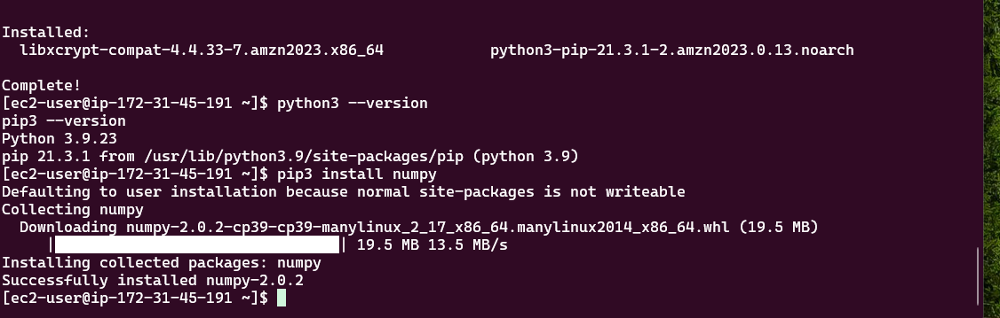 Installed:
  libxcrypt-compat-4.4.33-7.amzn2023.x86_64            python3-pip-21.3.1-2.amzn2023.0.13.noarch
Complete!
[ec2-user@ip-172-31-45-191 ~]$ python3 --version
pip3 --version
Python 3.9.23
pip 21.3.1 from /usr/lib/python3.9/site-packages/pip (python 3.9)
[ec2-user@ip-172-31-45-191 ~]$ pip3 install numpy
Defaulting to user installation because normal site-packages is not writeable
Collecting numpy
  Downloading numpy-2.0.2-cp39-cp39-manylinux_2_17_x86_64.manylinux2014_x86_64.whl (19.5 MB)
     |████████████████████████████████| 19.5 MB 13.5 MB/s
Installing collected packages: numpy
Successfully installed numpy-2.0.2
[ec2-user@ip-172-31-45-191 ~]$